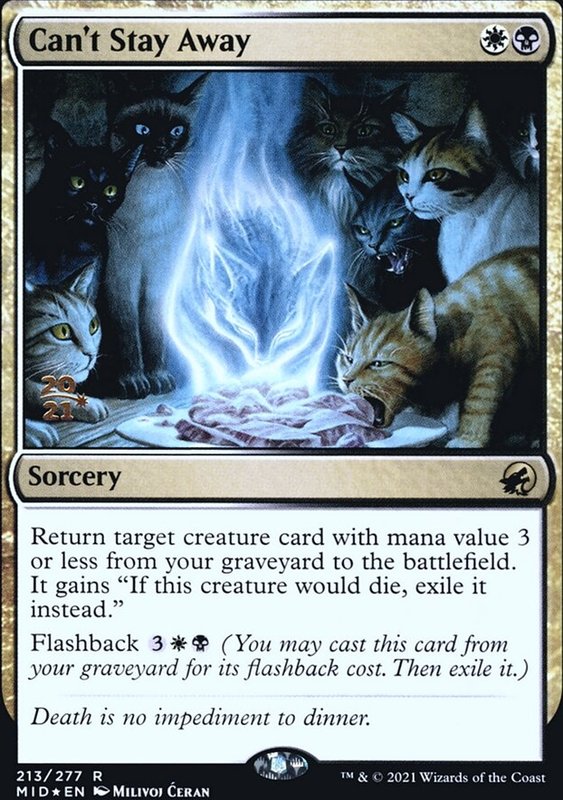 Can't Stay Away
20
21
Sorcery
Return target creature card with mana value 3
or less from your graveyard to the battlefield.
It gains “If this creature would die, exile it
instead.”
Flashback 3 (You may cast this card from
your graveyard for its flashback cost. Then exile it.)
Death is no impediment to dinner.
213/277 R
MID★EN Milivoj Ćeran
™ & © 2021 Wizards of the Coast